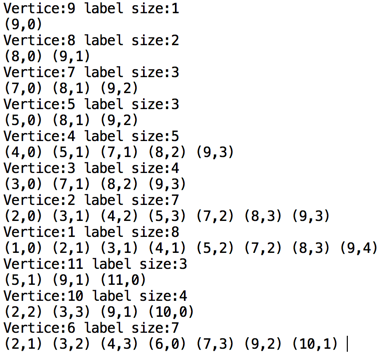 Vertex:9 label size:1
(9,0)
Vertice:8 label size:2
(8,0) (9,1)
Vertice:7 label size:3
(7,0) (8,1) (9,2)
Vertice:5 label size:3
(5,0) (8,1) (9,2)
Vertice:4 label size:5
(4,0) (5,1) (7,1) (8,2) (9,3)
Vertice:3 label size:4
(3,0) (7,1) (8,2) (9,3)
Vertice:2 label size:7
(2,0) (3,1) (4,2) (5,3) (7,2) (8,3) (9,3)
Vertice:1 label size:8
(1,0) (2,1) (3,1) (4,1) (5,2) (7,2) (8,3) (9,4)
Vertice:11 label size:3
(5,1) (9,1) (11,0)
Vertice:10 label size:4
(2,2) (3,3) (9,1) (10,0)
Vertice:6 label size:7
(2,1) (3,2) (4,3) (6,0) (7,3) (9,2) (10,1)